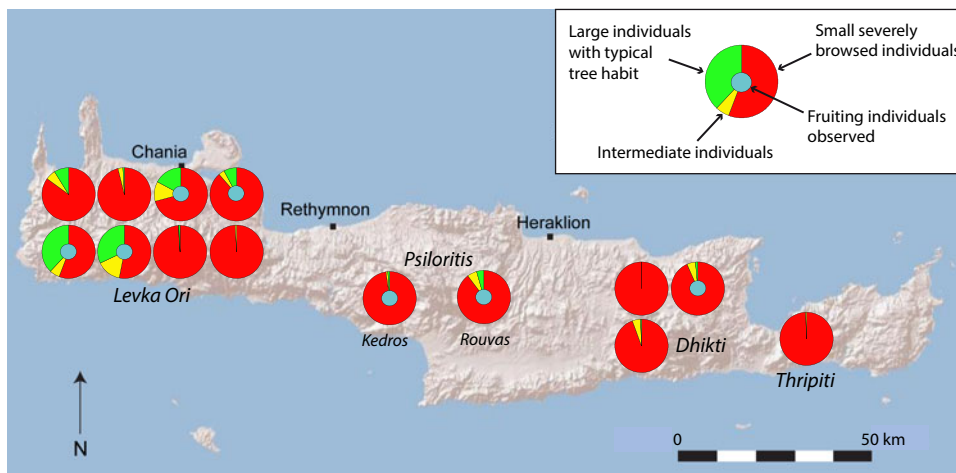 Large individuals
with typical
tree habit
Small severely
browsed individuals
Fruiting individuals
observed
Intermediate individuals
Chania
Rethymnon
Heraklion
Psiloritis
Levka Ori
Kedros
Rouvas
Dhikti
Thripiti
N
0
50 km